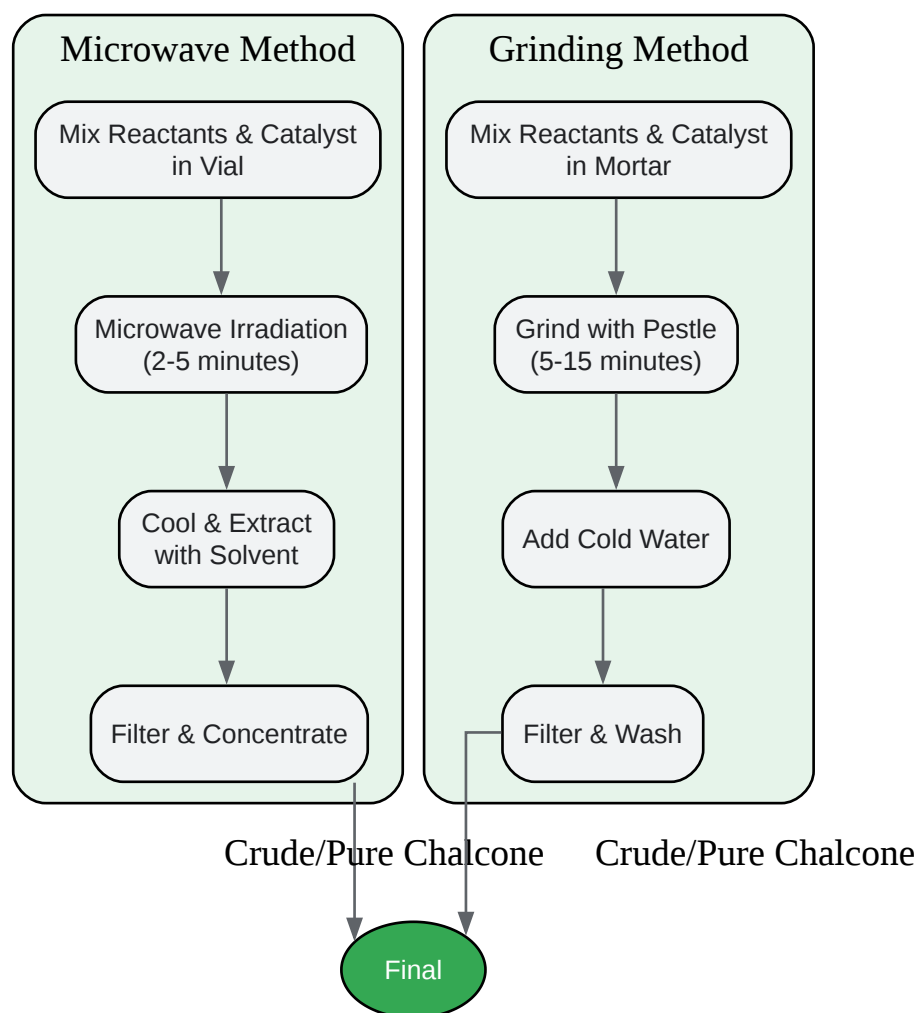 Microwave Method
Mix Reactants & Catalyst
in Vial
Microwave Irradiation
(2-5 minutes)
Cool & Extract
with Solvent
Filter & Concentrate
Grinding Method
Mix Reactants & Catalyst
in Mortar
Grind with Pestle
(5-15 minutes)
Add Cold Water
Filter & Wash
Crude/Pure Chalcone
Crude/Pure Chalcone
Final